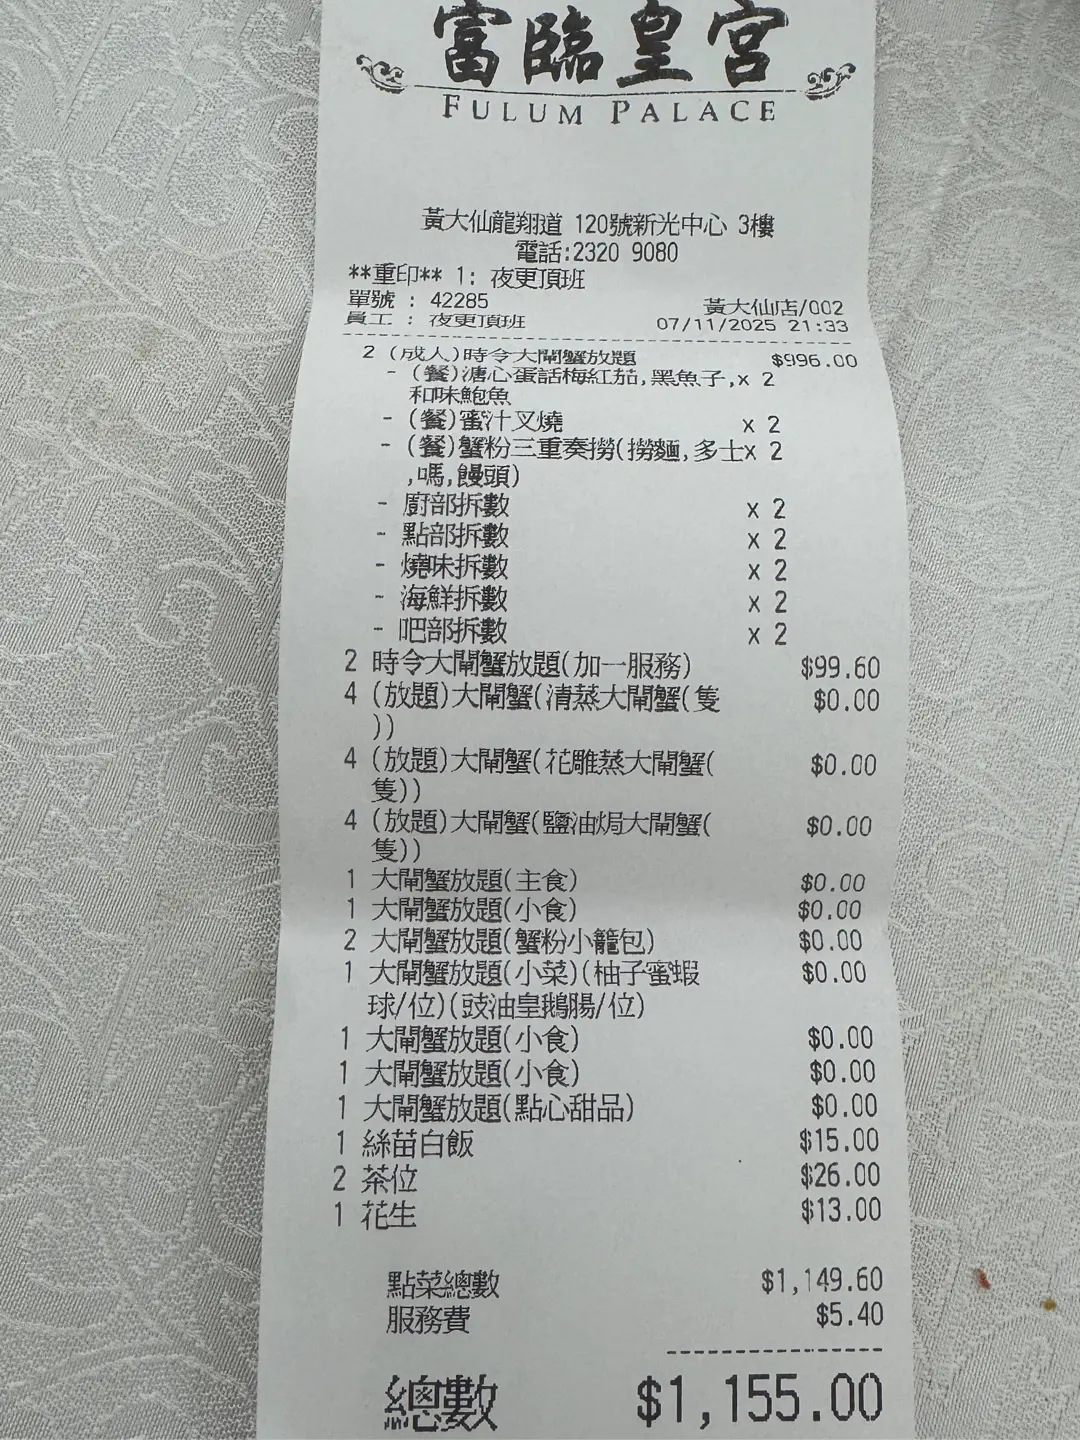 富臨皇宮
FULUM PALACE
黃大仙龍翔道 120號新光中心 3樓
電話:2320 9080
**重印** 1: 夜更頂班
單號 : 42285 黃大仙店/002
員工 : 夜更頂班 07/11/2025 21:33
2 (成人)時令大閘蟹放題 $996.00
- (餐)溏心蛋話梅紅茄,黑魚子, x 2
和味鮑魚
- (餐)蜜汁叉燒 x 2
- (餐)蟹粉三重奏撈(撈麵,多士 x 2
,嗎,饅頭)
- 廚部拆數 x 2
- 點部拆數 x 2
- 燒味拆數 x 2
- 海鮮拆數 x 2
- 吧部拆數 x 2
2 時令大閘蟹放題(加一服務) $99.60
4 (放題)大閘蟹(清蒸大閘蟹(隻 $0.00
))
4 (放題)大閘蟹(花雕蒸大閘蟹( $0.00
隻))
4 (放題)大閘蟹(鹽油焗大閘蟹( $0.00
隻))
1 大閘蟹放題(主食) $0.00
1 大閘蟹放題(小食) $0.00
2 大閘蟹放題(蟹粉小籠包) $0.00
1 大閘蟹放題(小菜)(柚子蜜蝦 $0.00
球/位)(豉油皇鵝腸/位)
1 大閘蟹放題(小食) $0.00
1 大閘蟹放題(小食) $0.00
1 大閘蟹放題(點心甜品) $0.00
1 絲苗白飯 $15.00
2 茶位 $26.00
1 花生 $13.00
點菜總數 $1,149.60
服務費 $5.40
總數 $1,155.00